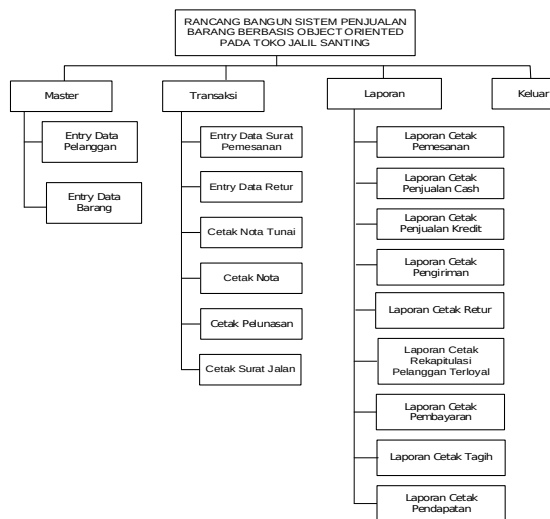 RANCANG BANGUN SISTEM PENJUALAN
BARANG BERBASIS OBJECT ORIENTED
PADA TOKO JALIL SANTING
Master
Transaksi
Laporan
Keluar
Entry Data
Pelanggan
Entry Data
Barang
Entry Data Surat
Pemesanan
Entry Data Retur
Cetak Nota Tunai
Cetak Nota
Cetak Pelunasan
Cetak Surat Jalan
Laporan Cetak
Pemesanan
Laporan Cetak
Penjualan Cash
Laporan Cetak
Penjualan Kredit
Laporan Cetak
Pengiriman
Laporan Cetak Retur
Laporan Cetak
Rekapitulasi
Pelanggan Terloyal
Laporan Cetak
Pembayaran
Laporan Cetak Tagih
Laporan Cetak
Pendapatan